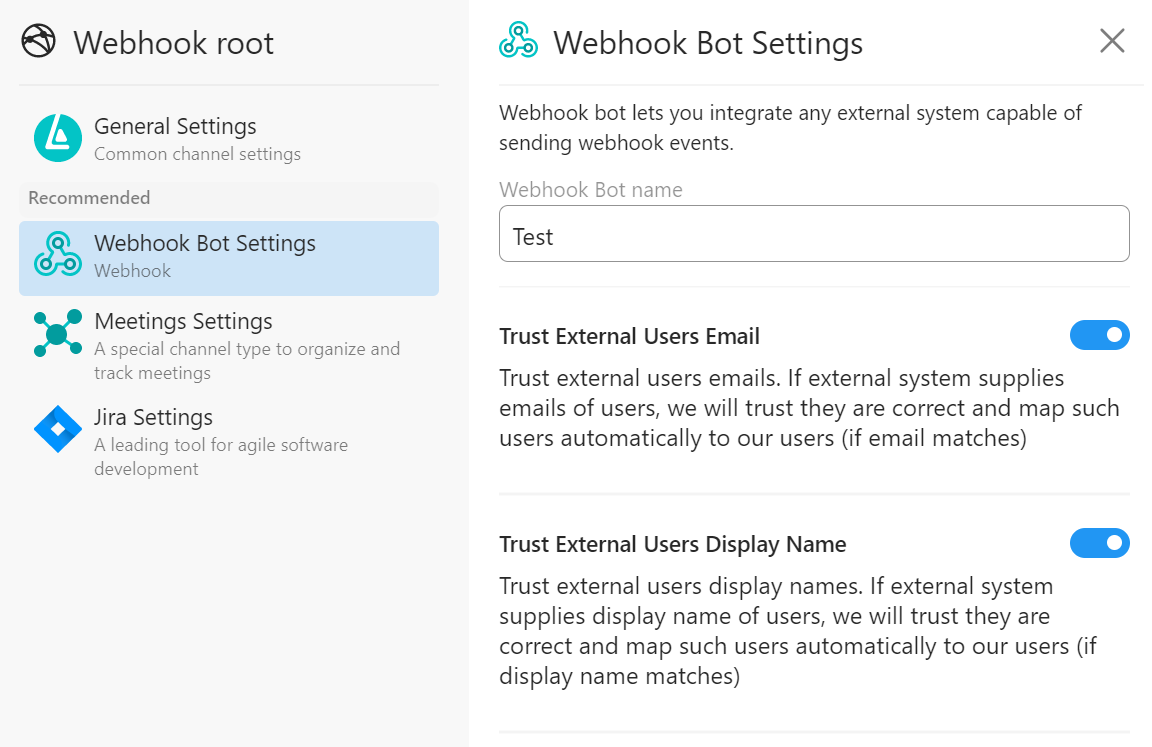 Webhook root
General Settings
Common channel settings
Recommended
Webhook Bot Settings
Webhook
Meetings Settings
A special channel type to organize and
track meetings
Jira Settings
A leading tool for agile software
development
Webhook Bot Settings
Webhook bot lets you integrate any external system capable of
sending webhook events.
Webhook Bot name
Test
Trust External Users Email
Trust external users emails. If external system supplies
emails of users, we will trust they are correct and map such
users automatically to our users (if email matches)
Trust External Users Display Name
Trust external users display names. If external system
supplies display name of users, we will trust they are
correct and map such users automatically to our users (if
display name matches)